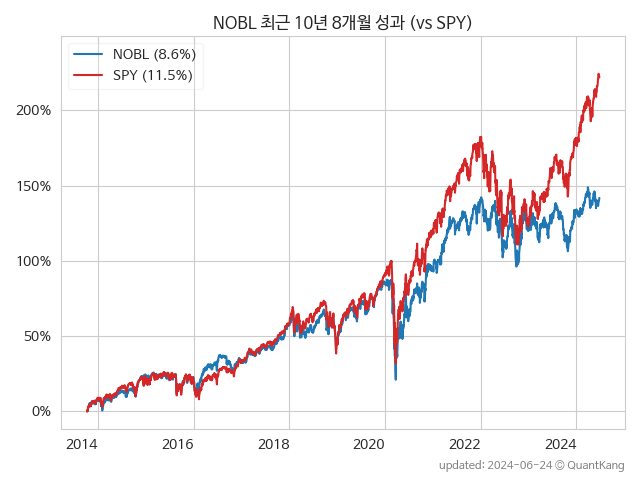 NOBL 최근 10년 8개월 성과 (vs SPY)
NOBL (8.6%)
SPY (11.5%)
200%
150%
100%
50%
0%
2014 2016 2018 2020 2022 2024
updated: 2024-06-24 © QuantKang